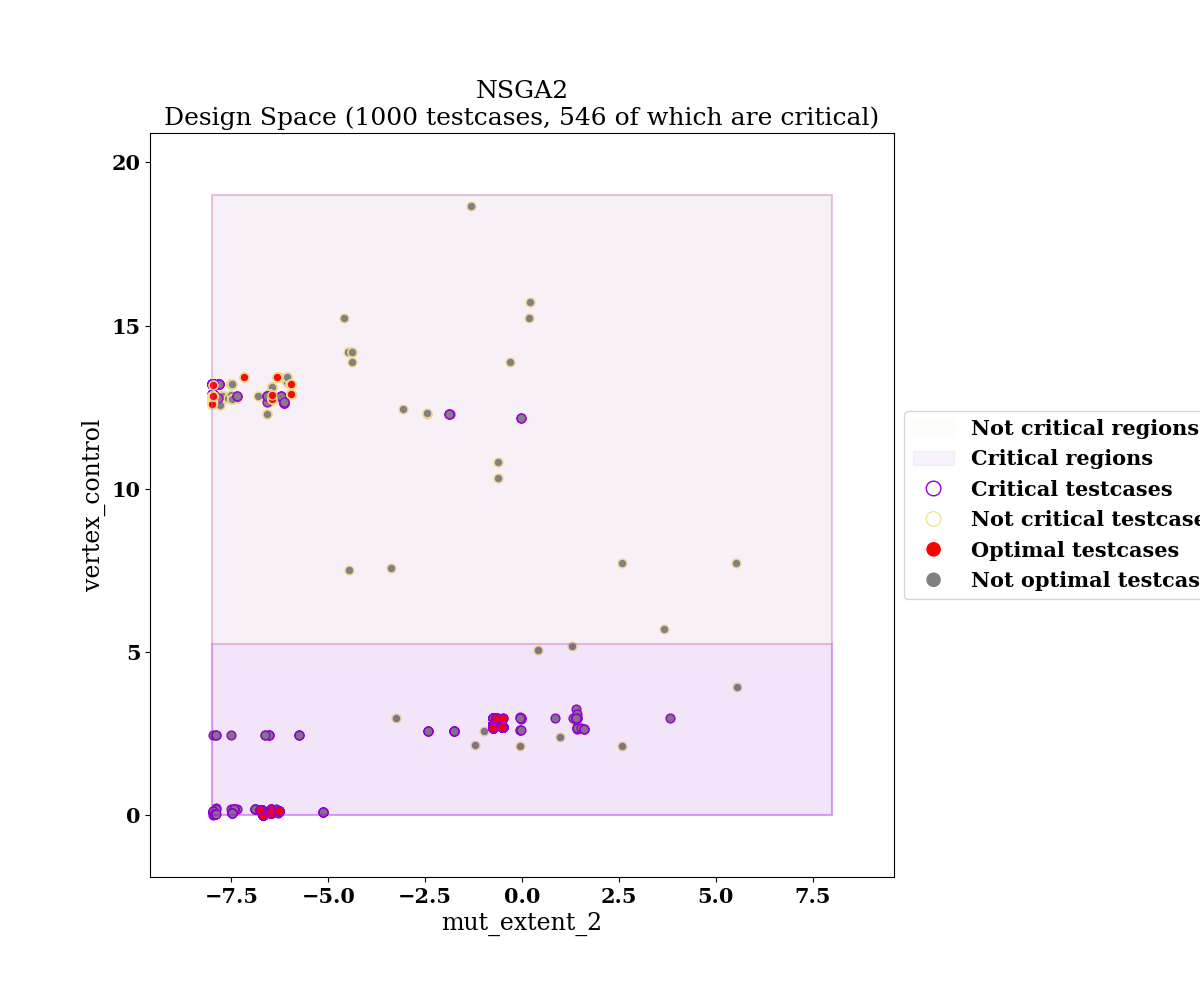 NSGA2
Design Space (1000 testcases, 546 of which are critical)
20
15
10
5
0
vertex_control
−7.5 −5.0 −2.5 0.0 2.5 5.0 7.5
mut_extent_2
Not critical regions
Critical regions
Critical testcases
Not critical testcase
Optimal testcases
Not optimal testcas